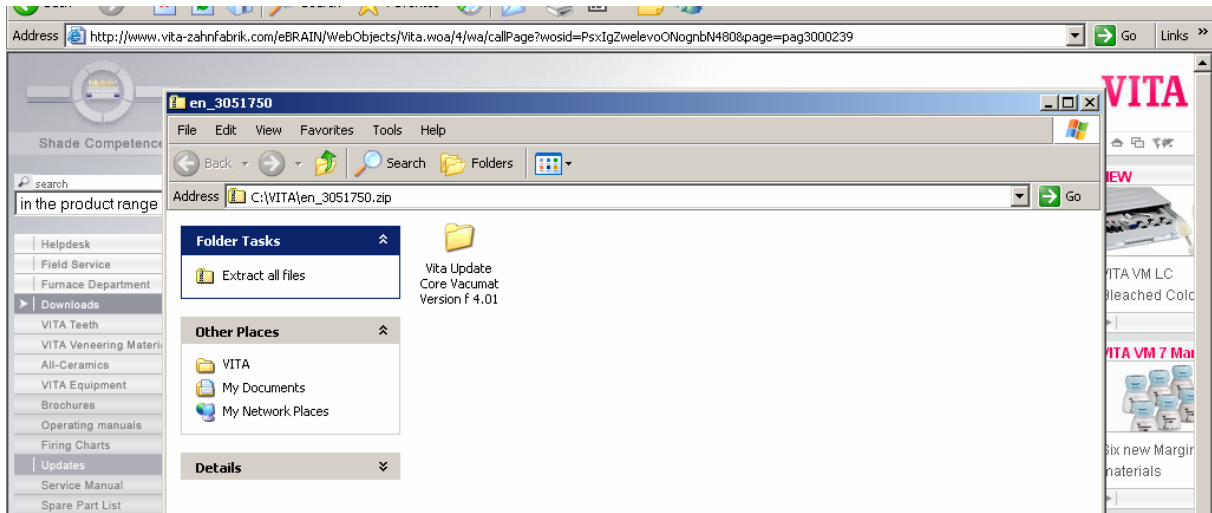 Back
Search
Favorites
Address http://www.vita-zahnfabrik.com/eBRAIN/WebObjects/Vita.woa/4/wa/callPage?wosid=PsxIgZwelevoONognbN480&page=pag3000239 Go Links »
VITA
Shade Competence
search
in the product range
Helpdesk
Field Service
Furnace Department
Downloads
VITA Teeth
VITA Veneering Materi
All-Ceramics
VITA Equipment
Brochures
Operating manuals
Firing Charts
Updates
Service Manual
Spare Part List
en_3051750
File Edit View Favorites Tools Help
Back Search Folders
Address C:\VITA\en_3051750.zip Go
Folder Tasks
Extract all files
Other Places
VITA
My Documents
My Network Places
Details
Vita Update
Core Vacumat
Version f 4.01
EW
VITA VM LC
Bleached Colo
VITA VM 7 Mar
Six new Margin
materials